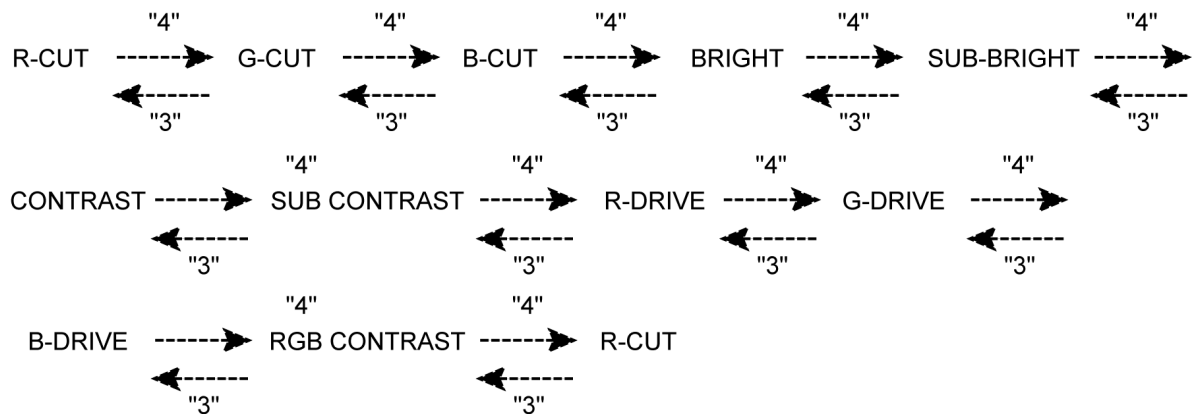 "4" "4" "4" "4" "4"
R-CUT G-CUT B-CUT BRIGHT SUB-BRIGHT
"3" "3" "3" "3" "3"
"4" "4" "4" "4"
CONTRAST SUB CONTRAST R-DRIVE G-DRIVE
"3" "3" "3" "3"
"4" "4"
B-DRIVE RGB CONTRAST R-CUT
"3" "3"